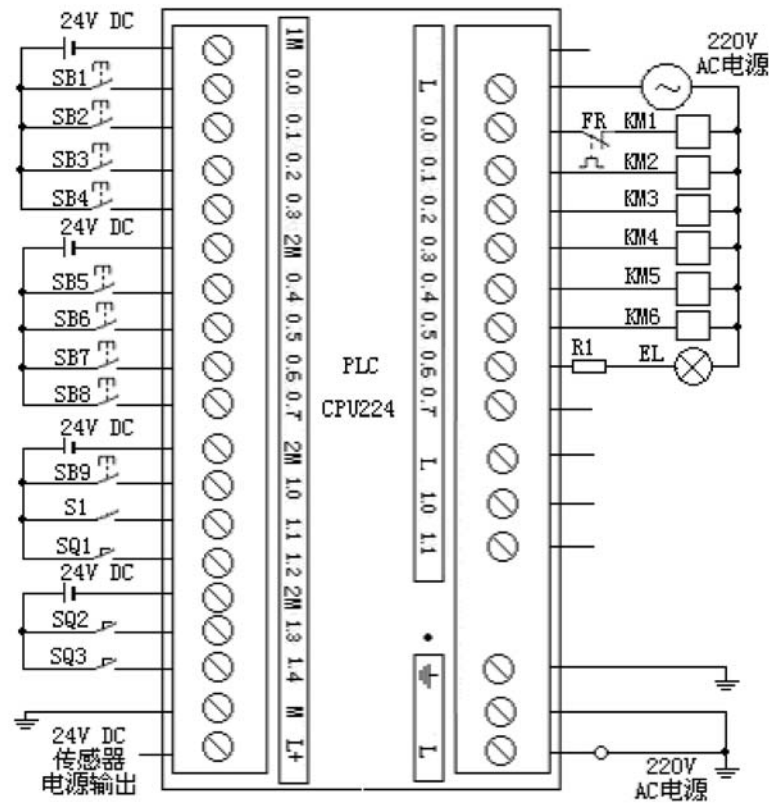 24V DC
SB1
SB2
SB3
SB4
24V DC
SB5
SB6
SB7
SB8
24V DC
SB9
S1
SQ1
24V DC
SQ2
SQ3
24V DC
传感器
电源输出
1M
0.0
0.1
0.2
0.3
2M
0.4
0.5
0.6
0.7
2M
1.0
1.1
1.2
2M
1.3
1.4
M
L+
PLC
CPU224
L
0.0
0.1
0.2
0.3
0.4
0.5
0.6
0.7
L
1.0
1.1
L
220V
AC电源
FR KM1
KM2
KM3
KM4
KM5
KM6
R1 EL
220V
AC电源